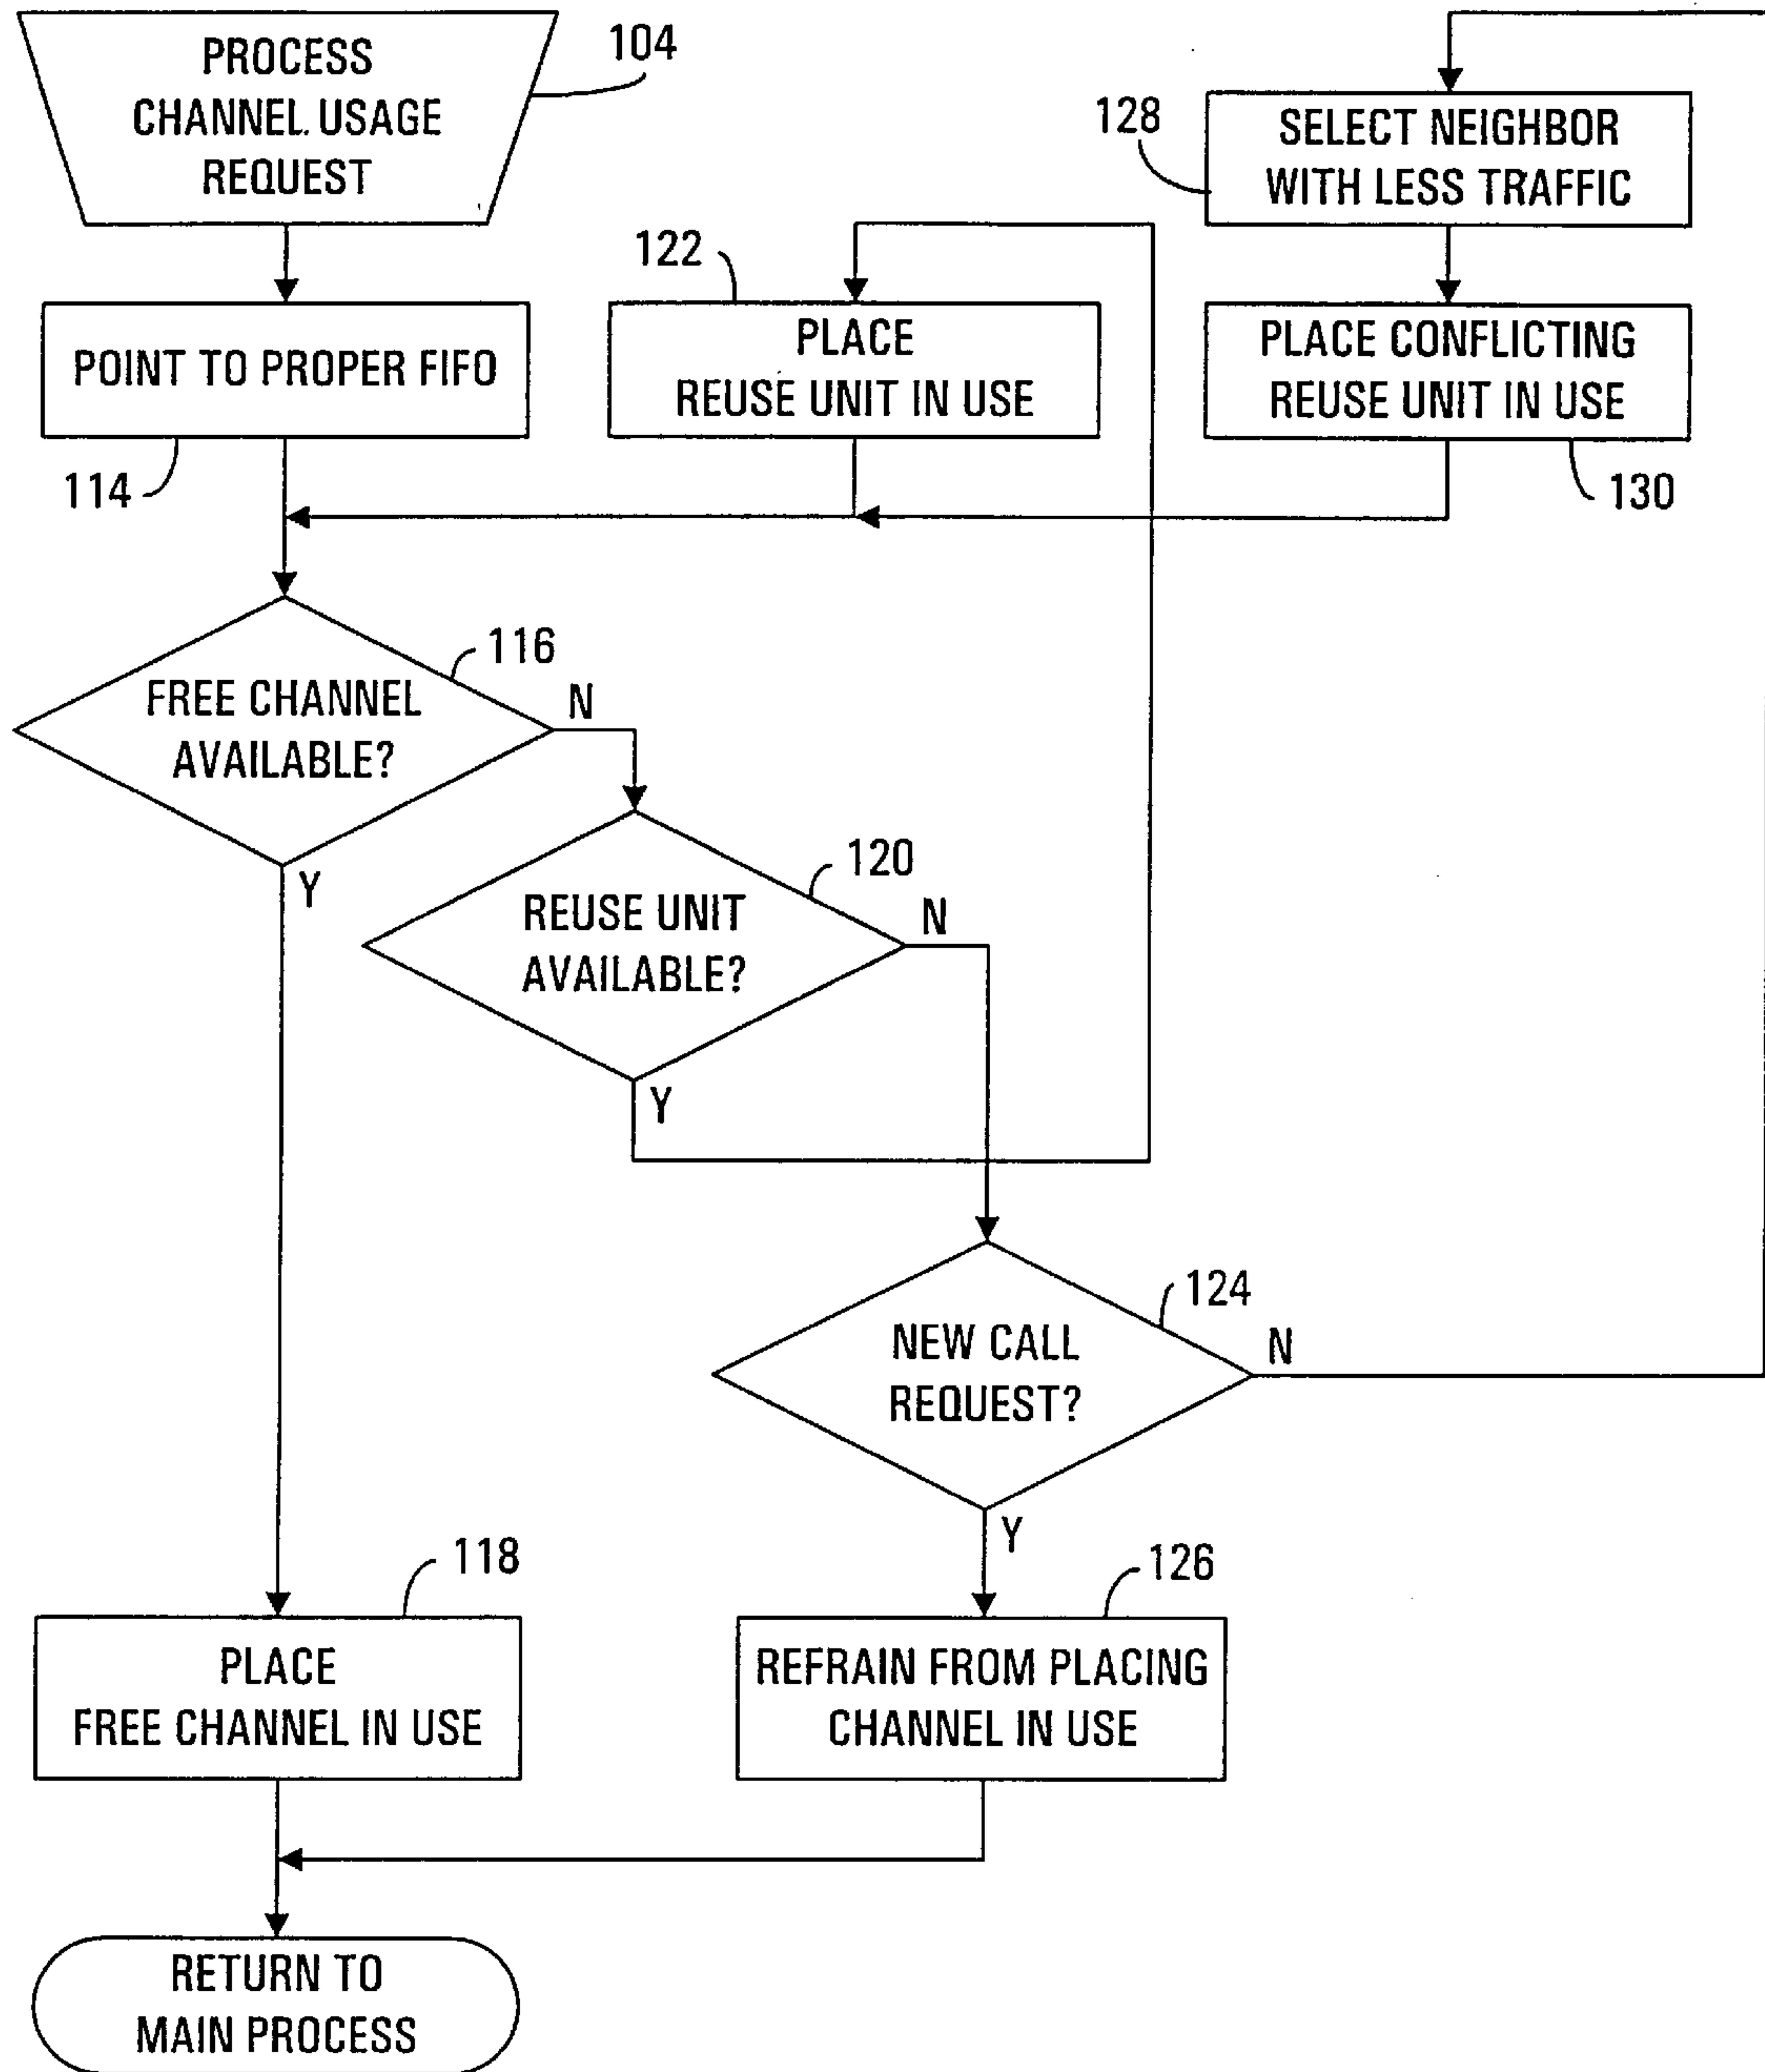 PROCESS
CHANNEL USAGE
REQUEST
104
128
SELECT NEIGHBOR
WITH LESS TRAFFIC
POINT TO PROPER FIFO
114
122
PLACE
REUSE UNIT IN USE
PLACE CONFLICTING
REUSE UNIT IN USE
130
116
FREE CHANNEL
AVAILABLE?
N
Y
120
REUSE UNIT
AVAILABLE?
N
Y
124
NEW CALL
REQUEST?
N
Y
118
PLACE
FREE CHANNEL IN USE
126
REFRAIN FROM PLACING
CHANNEL IN USE
RETURN TO
MAIN PROCESS